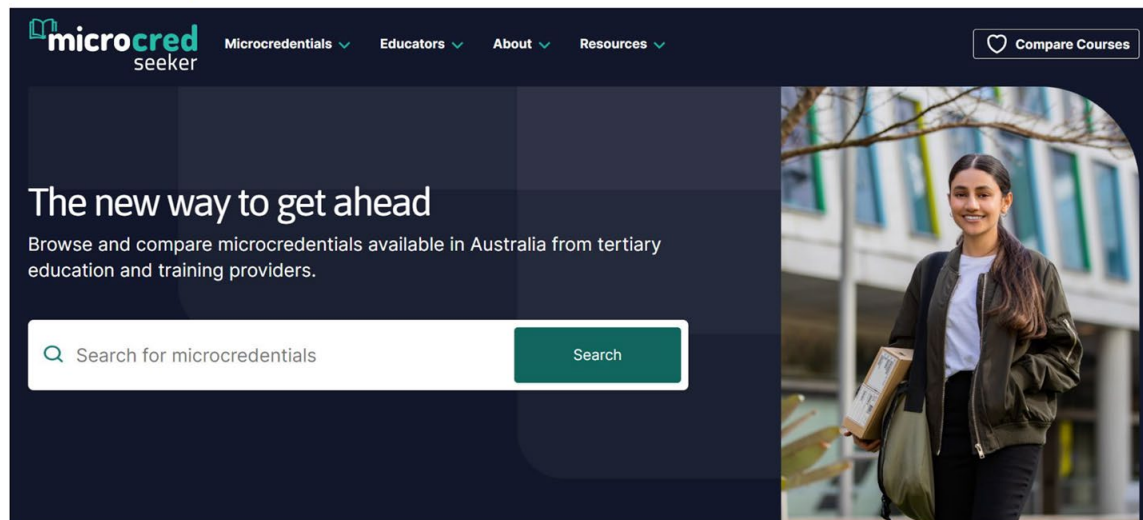 microcred
seeker
Microcredentials
Educators
About
Resources
Compare Courses
The new way to get ahead
Browse and compare microcredentials available in Australia from tertiary
education and training providers.
Search for microcredentials
Search